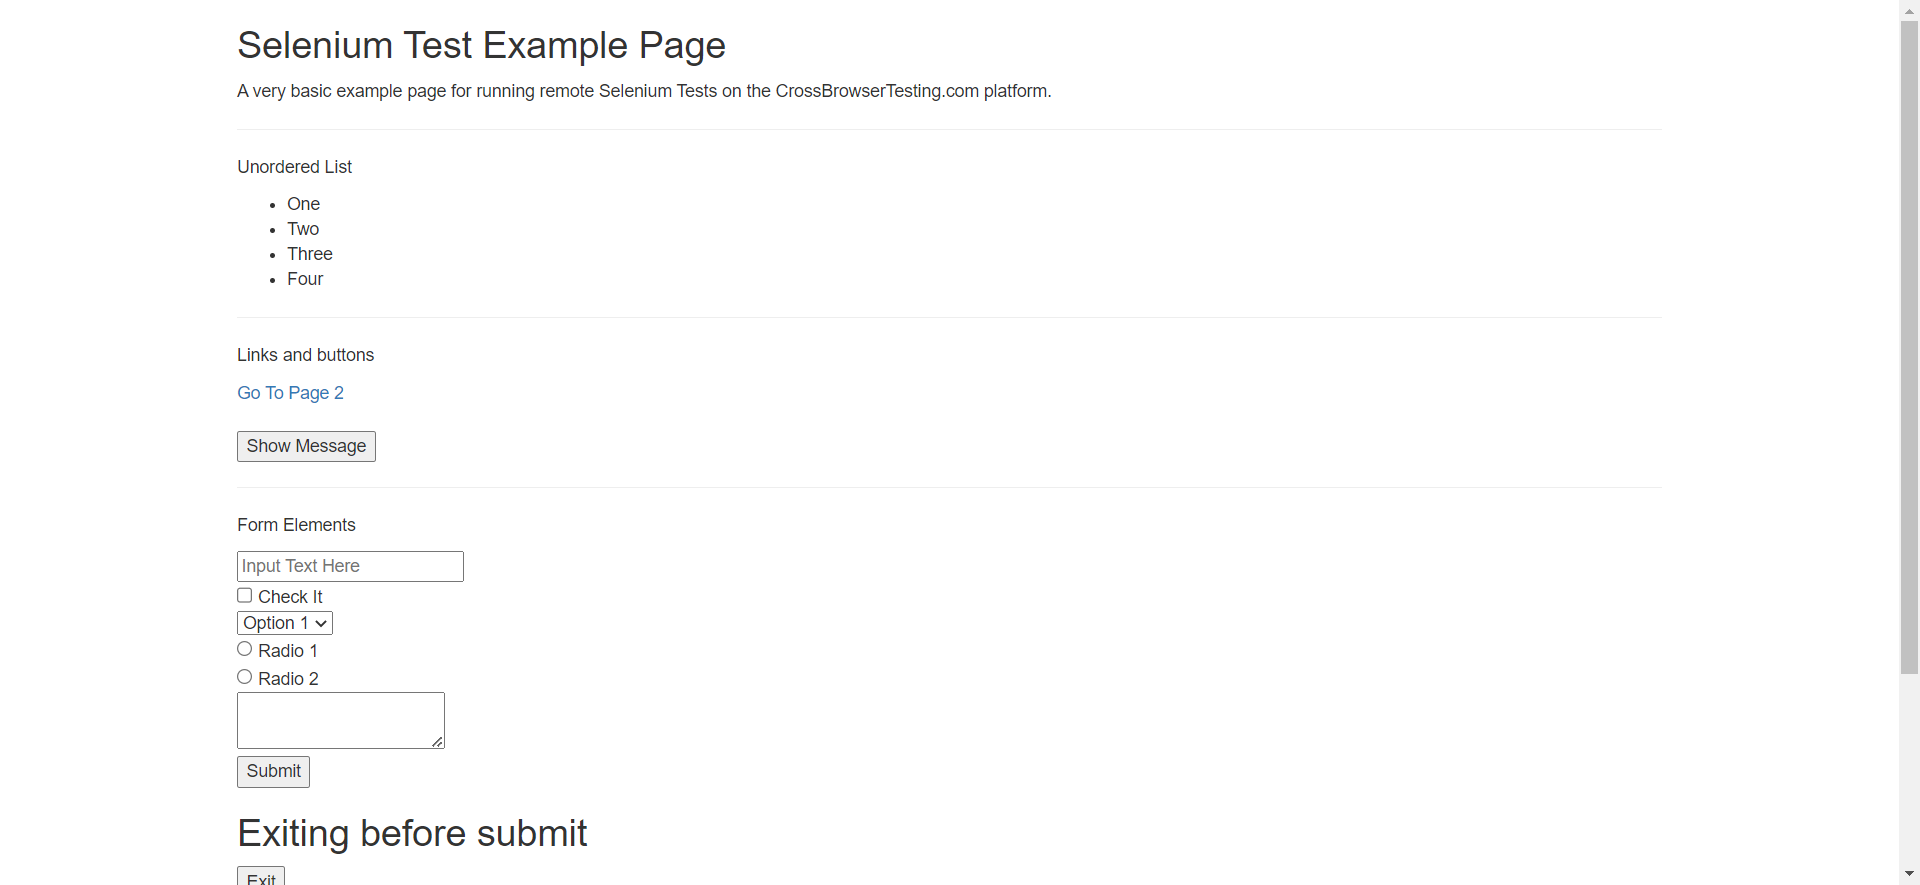 Selenium Test Example Page
A very basic example page for running remote Selenium Tests on the CrossBrowserTesting.com platform.
Unordered List
One
Two
Three
Four
Links and buttons
Go To Page 2
Show Message
Form Elements
Input Text Here
Check It
Option 1
Radio 1
Radio 2
Submit
Exiting before submit
Exit